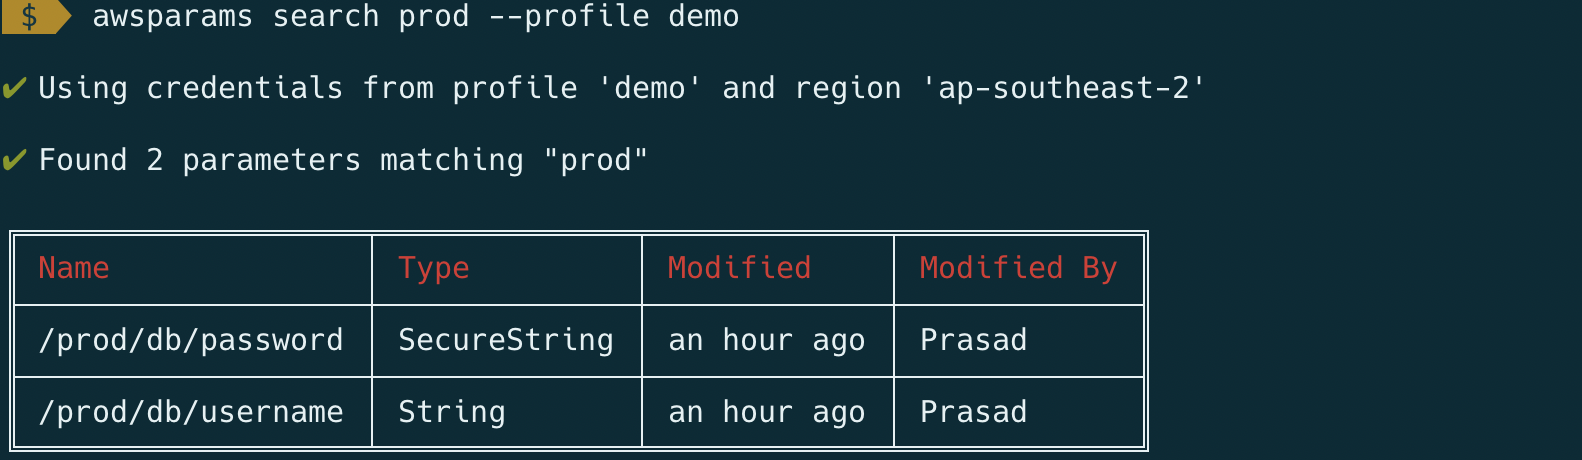 $ awsparams search prod --profile demo
✔ Using credentials from profile 'demo' and region 'ap-southeast-2'
✔ Found 2 parameters matching "prod"
Name Type Modified Modified By
/prod/db/password SecureString an hour ago Prasad
/prod/db/username String an hour ago Prasad